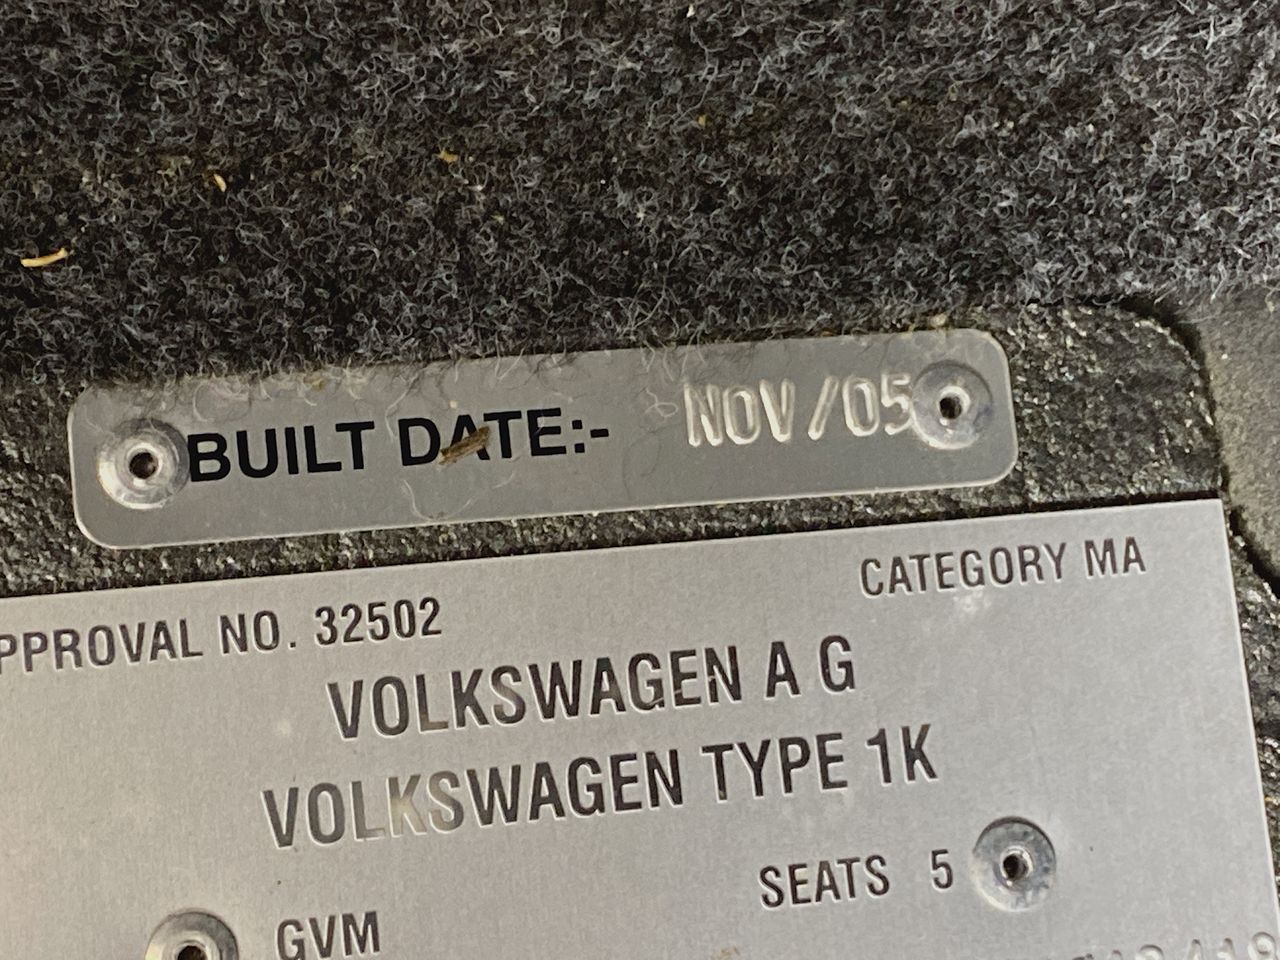 BUILT DATE:- NOV/05
CATEGORY MA
PPROVAL NO. 32502
VOLKSWAGEN A G
VOLKSWAGEN TYPE 1K
SEATS 5
GVM